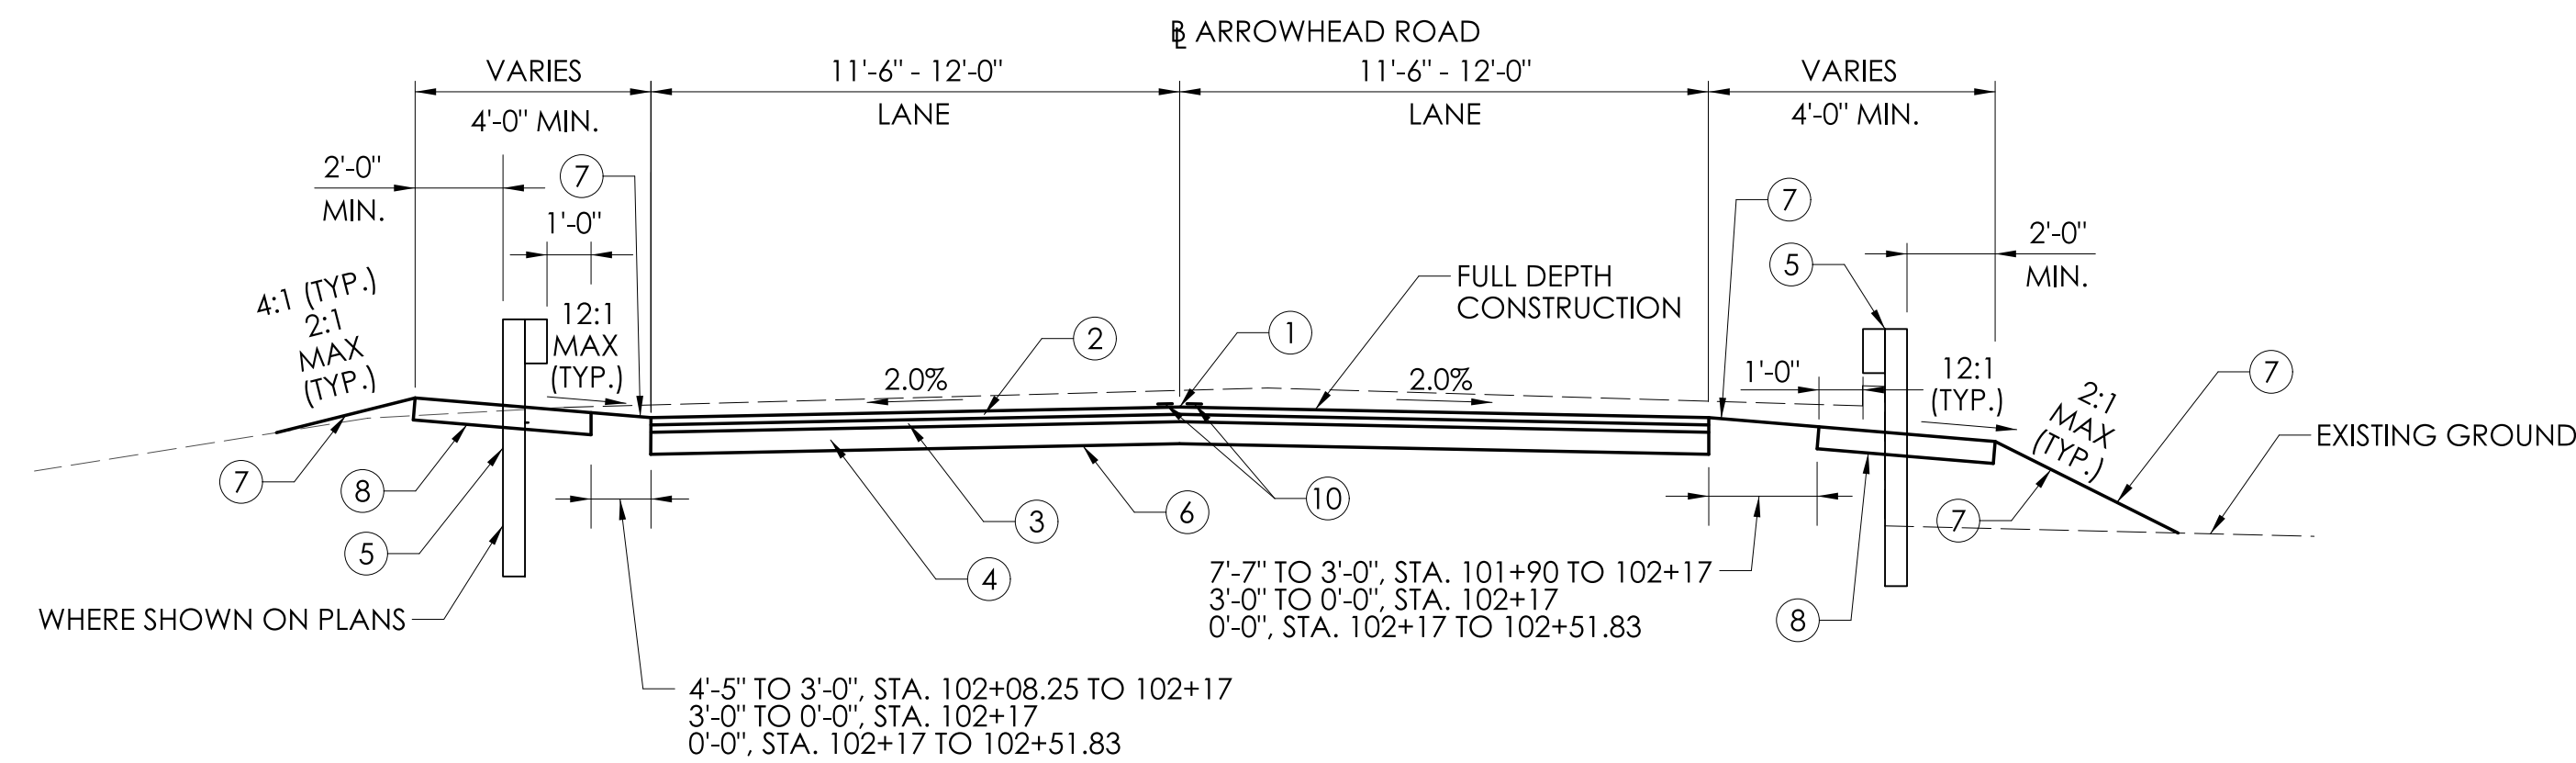 ℄ ARROWHEAD ROAD
VARIES
11'-6" - 12'-0"
11'-6" - 12'-0"
VARIES
4'-0" MIN.
LANE
LANE
4'-0" MIN.
2'-0"
MIN.
7
1'-0"
7
5
2'-0"
MIN.
4:1 (TYP.)
2:1
MAX
(TYP.)
12:1
MAX
(TYP.)
2
2.0%
1
FULL DEPTH
CONSTRUCTION
2.0%
1'-0"
12:1
(TYP.)
7
2:1
MAX
(TYP.)
EXISTING GROUND
7
8
5
3
4
6
10
7
8
WHERE SHOWN ON PLANS
7'-7" TO 3'-0", STA. 101+90 TO 102+17
3'-0" TO 0'-0", STA. 102+17
0'-0", STA. 102+17 TO 102+51.83
4'-5" TO 3'-0", STA. 102+08.25 TO 102+17
3'-0" TO 0'-0", STA. 102+17
0'-0", STA. 102+17 TO 102+51.83